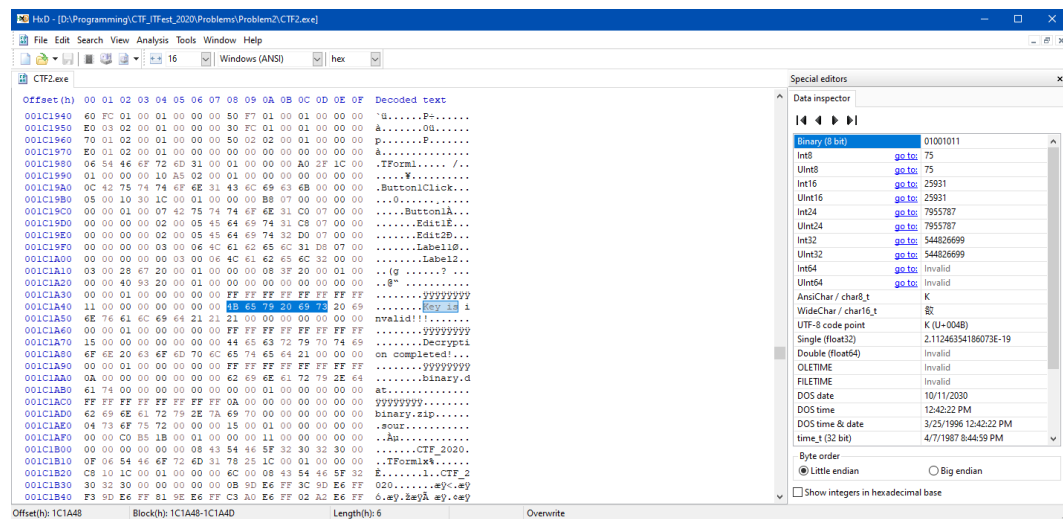 HxD - [D:\Programming\CTF_ITFest_2020\Problems\Problem2\CTF2.exe]
File Edit Search View Analysis Tools Window Help
16 Windows (ANSI) hex
CTF2.exe
Special editors
Data inspector
Offset(h) 00 01 02 03 04 05 06 07 08 09 0A 0B 0C 0D 0E 0F Decoded text
001C1940 60 FC 01 00 01 00 00 00 50 F7 01 00 01 00 00 00 `ü......P÷......
001C1950 E0 03 02 00 01 00 00 00 30 FC 01 00 01 00 00 00 à.......0ü......
001C1960 70 01 02 00 01 00 00 00 50 02 02 00 01 00 00 00 p.......P.......
001C1970 E0 01 02 00 01 00 00 00 00 00 00 00 00 00 00 00 à...............
001C1980 06 54 46 6F 72 6D 31 00 01 00 00 00 A0 2F 1C 00 .TForm1..... /..
001C1990 01 00 00 00 10 A5 02 00 01 00 00 00 00 00 00 00 .....¥..........
001C19A0 0C 42 75 74 74 6F 6E 31 43 6C 69 63 6B 00 00 00 .Button1Click...
001C19B0 05 00 10 30 1C 00 01 00 00 00 B8 07 00 00 00 00 ...0......¸.....
001C19C0 00 00 01 00 07 42 75 74 74 6F 6E 31 C0 07 00 00 .....Button1À...
001C19D0 00 00 00 00 02 00 05 45 64 69 74 31 C8 07 00 00 .......Edit1È...
001C19E0 00 00 00 00 02 00 05 45 64 69 74 32 D0 07 00 00 .......Edit2Ð...
001C19F0 00 00 00 00 03 00 06 4C 61 62 65 6C 31 D8 07 00 .......Label1Ø..
001C1A00 00 00 00 00 00 03 00 06 4C 61 62 65 6C 32 00 00 ........Label2..
001C1A10 03 00 28 67 20 00 01 00 00 00 08 3F 20 00 01 00 ..(g ......? ...
001C1A20 00 00 40 93 20 00 01 00 00 00 00 00 00 00 00 00 ..@“ ...........
001C1A30 00 00 01 00 00 00 00 00 FF FF FF FF FF FF FF FF ........ÿÿÿÿÿÿÿÿ
001C1A40 11 00 00 00 00 00 00 00 4B 65 79 20 69 73 20 69 ........Key is i
001C1A50 6E 76 61 6C 69 64 21 21 21 00 00 00 00 00 00 00 nvalid!!!.......
001C1A60 00 00 01 00 00 00 00 00 FF FF FF FF FF FF FF FF ........ÿÿÿÿÿÿÿÿ
001C1A70 15 00 00 00 00 00 00 00 44 65 63 72 79 70 74 69 ........Decrypti
001C1A80 6F 6E 20 63 6F 6D 70 6C 65 74 65 64 21 00 00 00 on completed!...
001C1A90 00 00 01 00 00 00 00 00 FF FF FF FF FF FF FF FF ........ÿÿÿÿÿÿÿÿ
001C1AA0 0A 00 00 00 00 00 00 00 62 69 6E 61 72 79 2E 64 ........binary.d
001C1AB0 61 74 00 00 00 00 00 00 00 00 01 00 00 00 00 00 at..............
001C1AC0 FF FF FF FF FF FF FF FF 0A 00 00 00 00 00 00 00 ÿÿÿÿÿÿÿÿ........
001C1AD0 62 69 6E 61 72 79 2E 7A 69 70 00 00 00 00 00 00 binary.zip......
001C1AE0 04 73 6F 75 72 00 00 00 15 00 01 00 00 00 00 00 .sour...........
001C1AF0 00 00 C0 B5 1B 00 01 00 00 00 11 00 00 00 00 00 ..Àµ............
001C1B00 00 00 00 00 00 00 08 43 54 46 5F 32 30 32 30 00 .......CTF_2020.
001C1B10 0F 06 54 46 6F 72 6D 31 78 25 1C 00 01 00 00 00 ..TForm1x%......
001C1B20 C8 10 1C 00 01 00 00 00 6C 00 08 43 54 46 5F 32 È.......l..CTF_2
001C1B30 30 32 30 00 00 00 00 00 0B 9D E6 FF 3C 9D E6 FF 020.......æÿ<.æÿ
001C1B40 F3 9D E6 FF 81 9E E6 FF C3 A0 E6 FF 02 A2 E6 FF ó.æÿ.žæÿÃ æÿ.¢æÿ
Binary (8 bit) 01001011
Int8 go to: 75
UInt8 go to: 75
Int16 go to: 25931
UInt16 go to: 25931
Int24 go to: 7955787
UInt24 go to: 7955787
Int32 go to: 544826699
UInt32 go to: 544826699
Int64 go to: Invalid
UInt64 go to: Invalid
AnsiChar / char8_t K
WideChar / char16_t
UTF-8 code point K (U+004B)
Single (float32) 2.11246354186073E-19
Double (float64) Invalid
OLETIME Invalid
FILETIME Invalid
DOS date 10/11/2030
DOS time 12:42:22 PM
DOS time & date 3/25/1996 12:42:22 PM
time_t (32 bit) 4/7/1987 8:44:59 PM
Byte order
Little endian Big endian
Show integers in hexadecimal base
Offset(h): 1C1A48 Block(h): 1C1A48-1C1A4D Length(h): 6 Overwrite